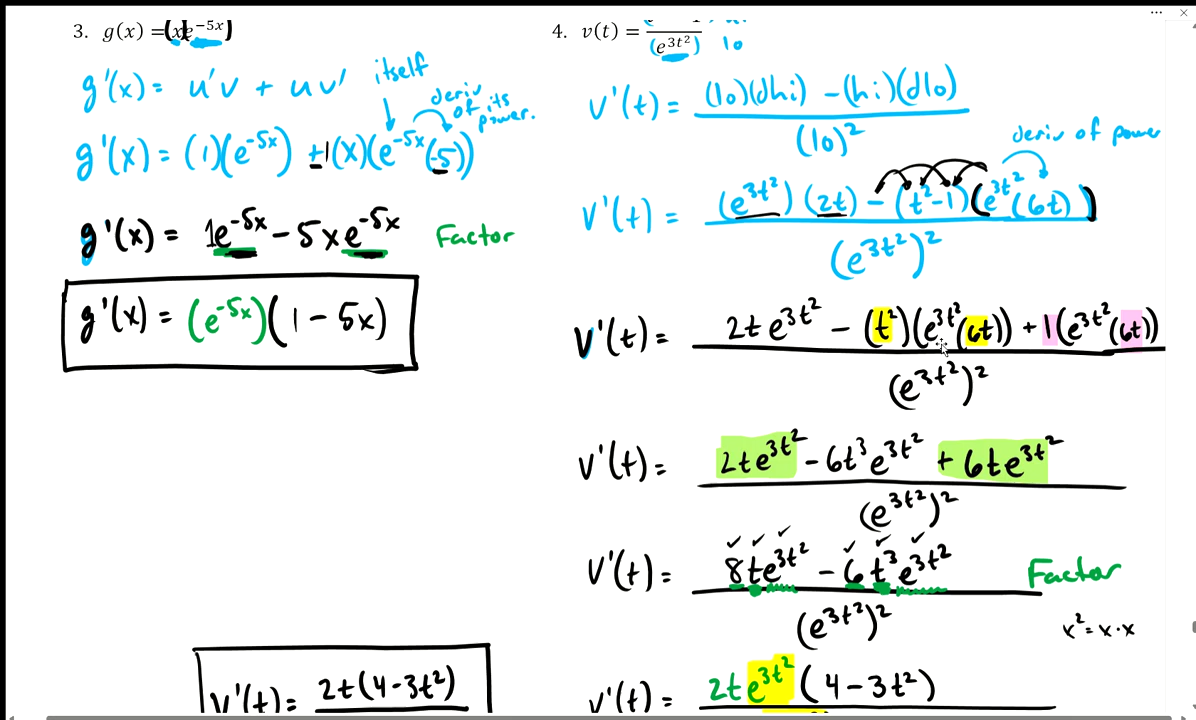 3. g(x) = (xe^{-5x})
g'(x) = u'v + uv'
itself
deriv of its power.
g'(x) = (1)(e^{-5x}) + 1(x)(e^{-5x}(-5))
g'(x) = 1e^{-5x} - 5xe^{-5x} Factor
g'(x) = (e^{-5x})(1 - 5x)
4. v(t) = /(e^{3t^2}) lo
v'(t) = (lo)(dhi) - (hi)(dlo) / (lo)^2
deriv of power
v'(t) = (e^{3t^2})(2t) - (t^2-1)(e^{3t^2}(6t)) / (e^{3t^2})^2
v'(t) = 2te^{3t^2} - (t^2)(e^{3t^2}(6t)) + 1(e^{3t^2}(6t)) / (e^{3t^2})^2
v'(t) = 2te^{3t^2} - 6t^3e^{3t^2} + 6te^{3t^2} / (e^{3t^2})^2
v'(t) = 8te^{3t^2} - 6t^3e^{3t^2} / (e^{3t^2})^2 Factor
x^2 = x·x
v'(t) = 2te^{3t^2}(4 - 3t^2)
v'(t) = 2t(4-3t^2)